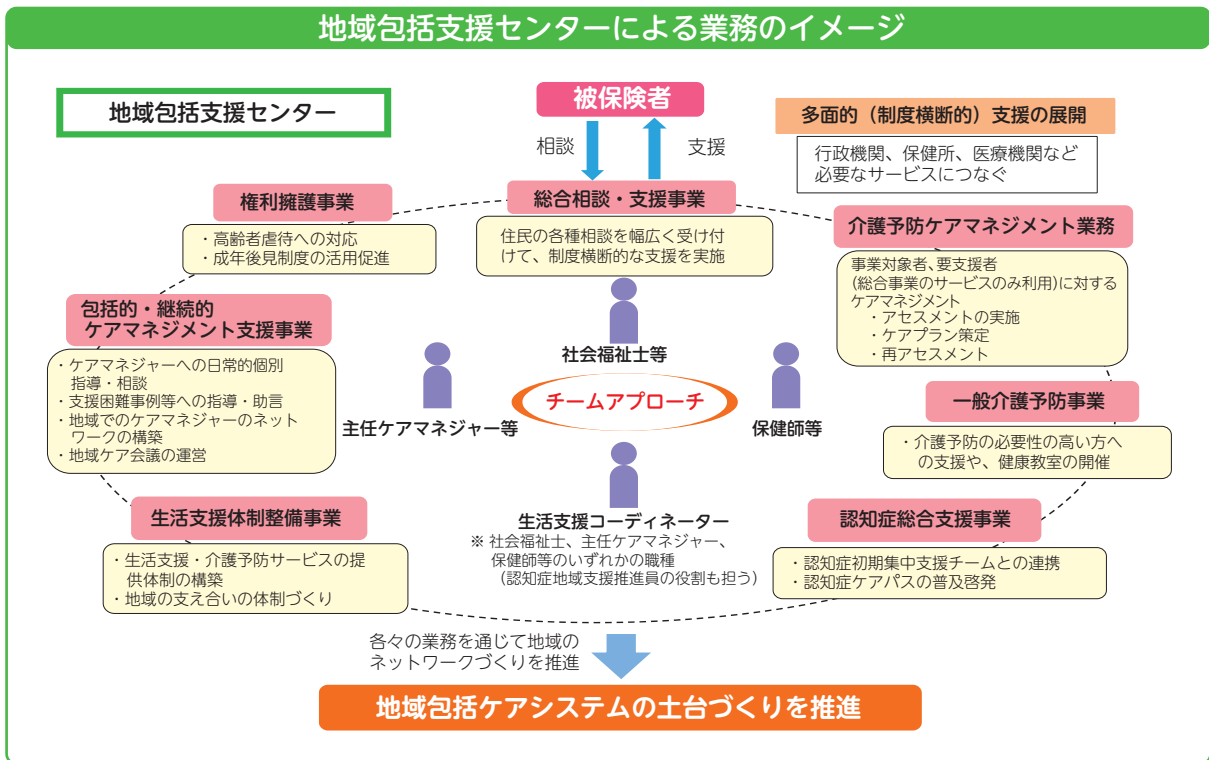 地域包括支援センターによる業務のイメージ
地域包括支援センター
被保険者
相談
支援
多面的（制度横断的）支援の展開
行政機関、保健所、医療機関など
必要なサービスにつなぐ
総合相談・支援事業
住民の各種相談を幅広く受け付
けて、制度横断的な支援を実施
権利擁護事業
・高齢者虐待への対応
・成年後見制度の活用促進
介護予防ケアマネジメント業務
事業対象者、要支援者
(総合事業のサービスのみ利用)に対する
ケアマネジメント
・アセスメントの実施
・ケアプラン策定
・再アセスメント
包括的・継続的
ケアマネジメント支援事業
・ケアマネジャーへの日常的個別
指導・相談
・支援困難事例等への指導・助言
・地域でのケアマネジャーのネット
ワークの構築
・地域ケア会議の運営
社会福祉士等
チームアプローチ
主任ケアマネジャー等
保健師等
一般介護予防事業
・介護予防の必要性の高い方へ
の支援や、健康教室の開催
生活支援体制整備事業
・生活支援・介護予防サービスの提
供体制の構築
・地域の支え合いの体制づくり
生活支援コーディネーター
※ 社会福祉士、主任ケアマネジャー、
保健師等のいずれかの職種
（認知症地域支援推進員の役割も担う）
認知症総合支援事業
・認知症初期集中支援チームとの連携
・認知症ケアパスの普及啓発
各々の業務を通じて地域の
ネットワークづくりを推進
地域包括ケアシステムの土台づくりを推進